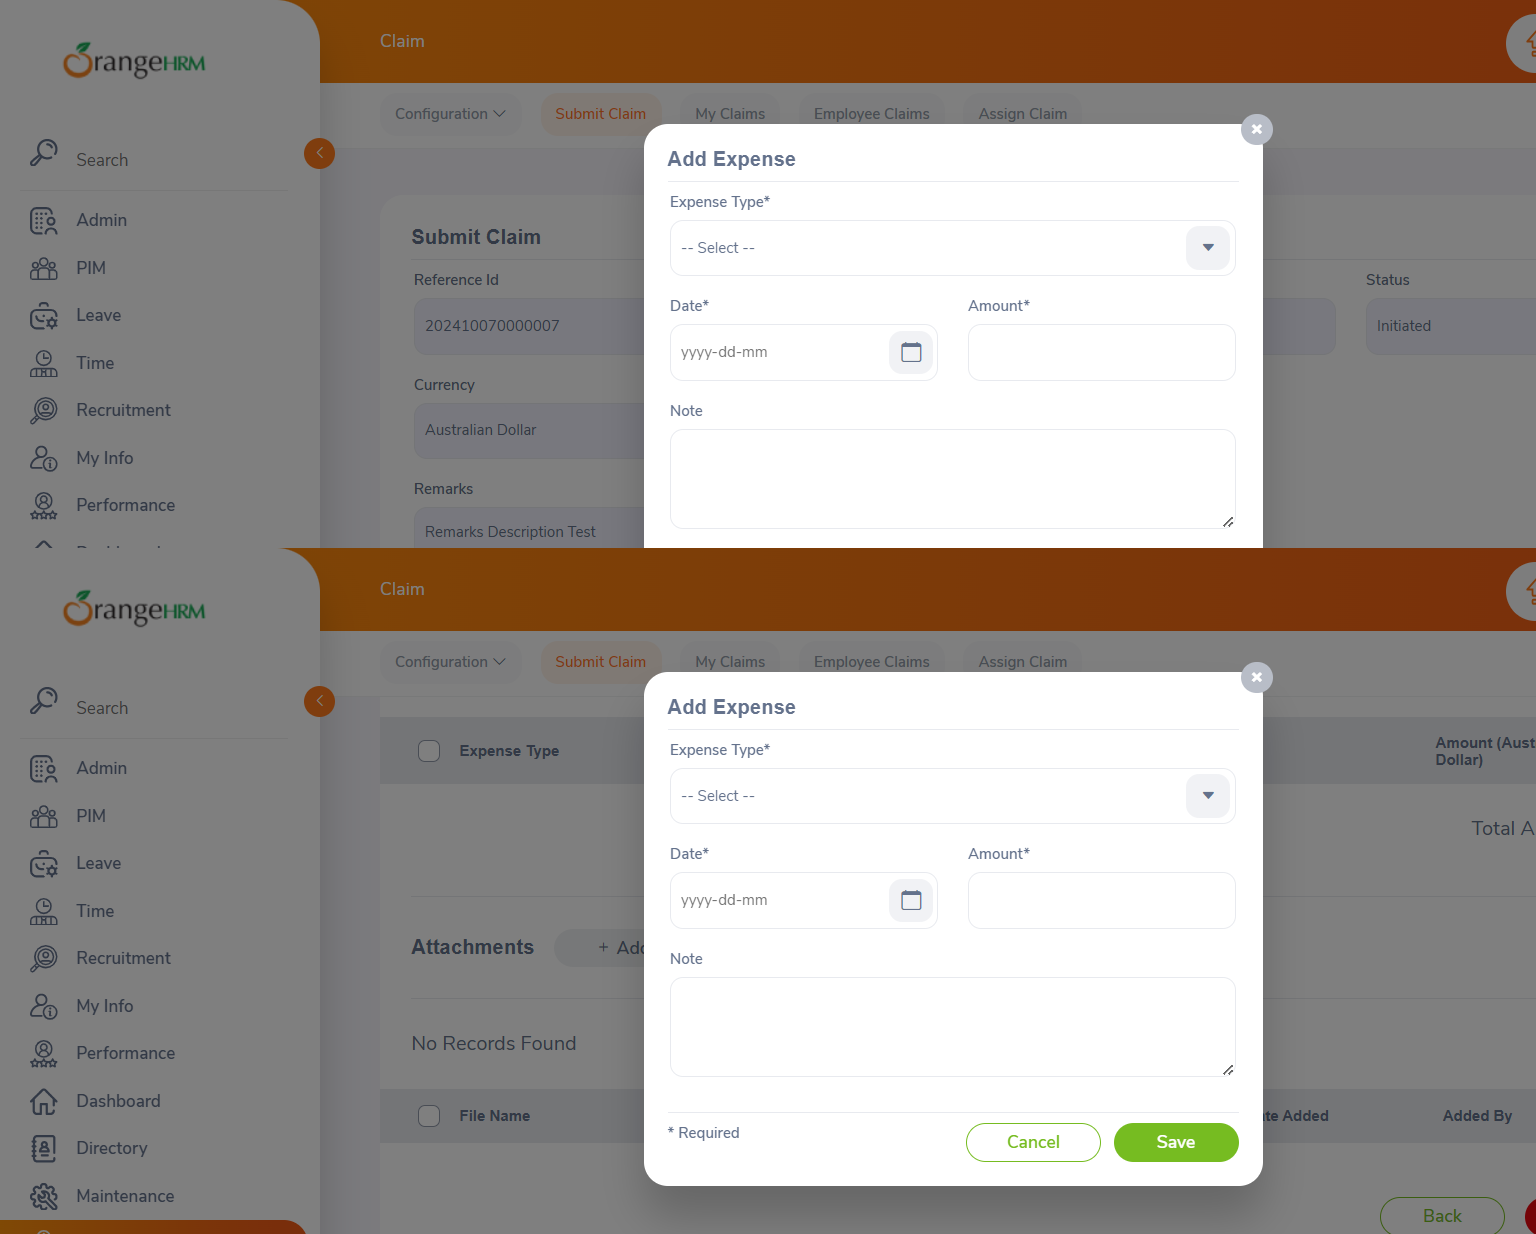 OrangeHRM
Claim
Configuration
Submit Claim
My Claims
Employee Claims
Assign Claim
Search
Admin
PIM
Leave
Time
Recruitment
My Info
Performance
Submit Claim
Reference Id
202410070000007
Status
Initiated
Currency
Australian Dollar
Remarks
Remarks Description Test
Add Expense
Expense Type*
-- Select --
Date*
Amount*
yyyy-dd-mm
Note
OrangeHRM
Claim
Configuration
Submit Claim
My Claims
Employee Claims
Assign Claim
Search
Admin
PIM
Leave
Time
Recruitment
My Info
Performance
Dashboard
Directory
Maintenance
Expense Type
Amount (Aust
Dollar)
Total A
Attachments
+ Add
No Records Found
File Name
te Added
Added By
Back
Add Expense
Expense Type*
-- Select --
Date*
Amount*
yyyy-dd-mm
Note
* Required
Cancel
Save